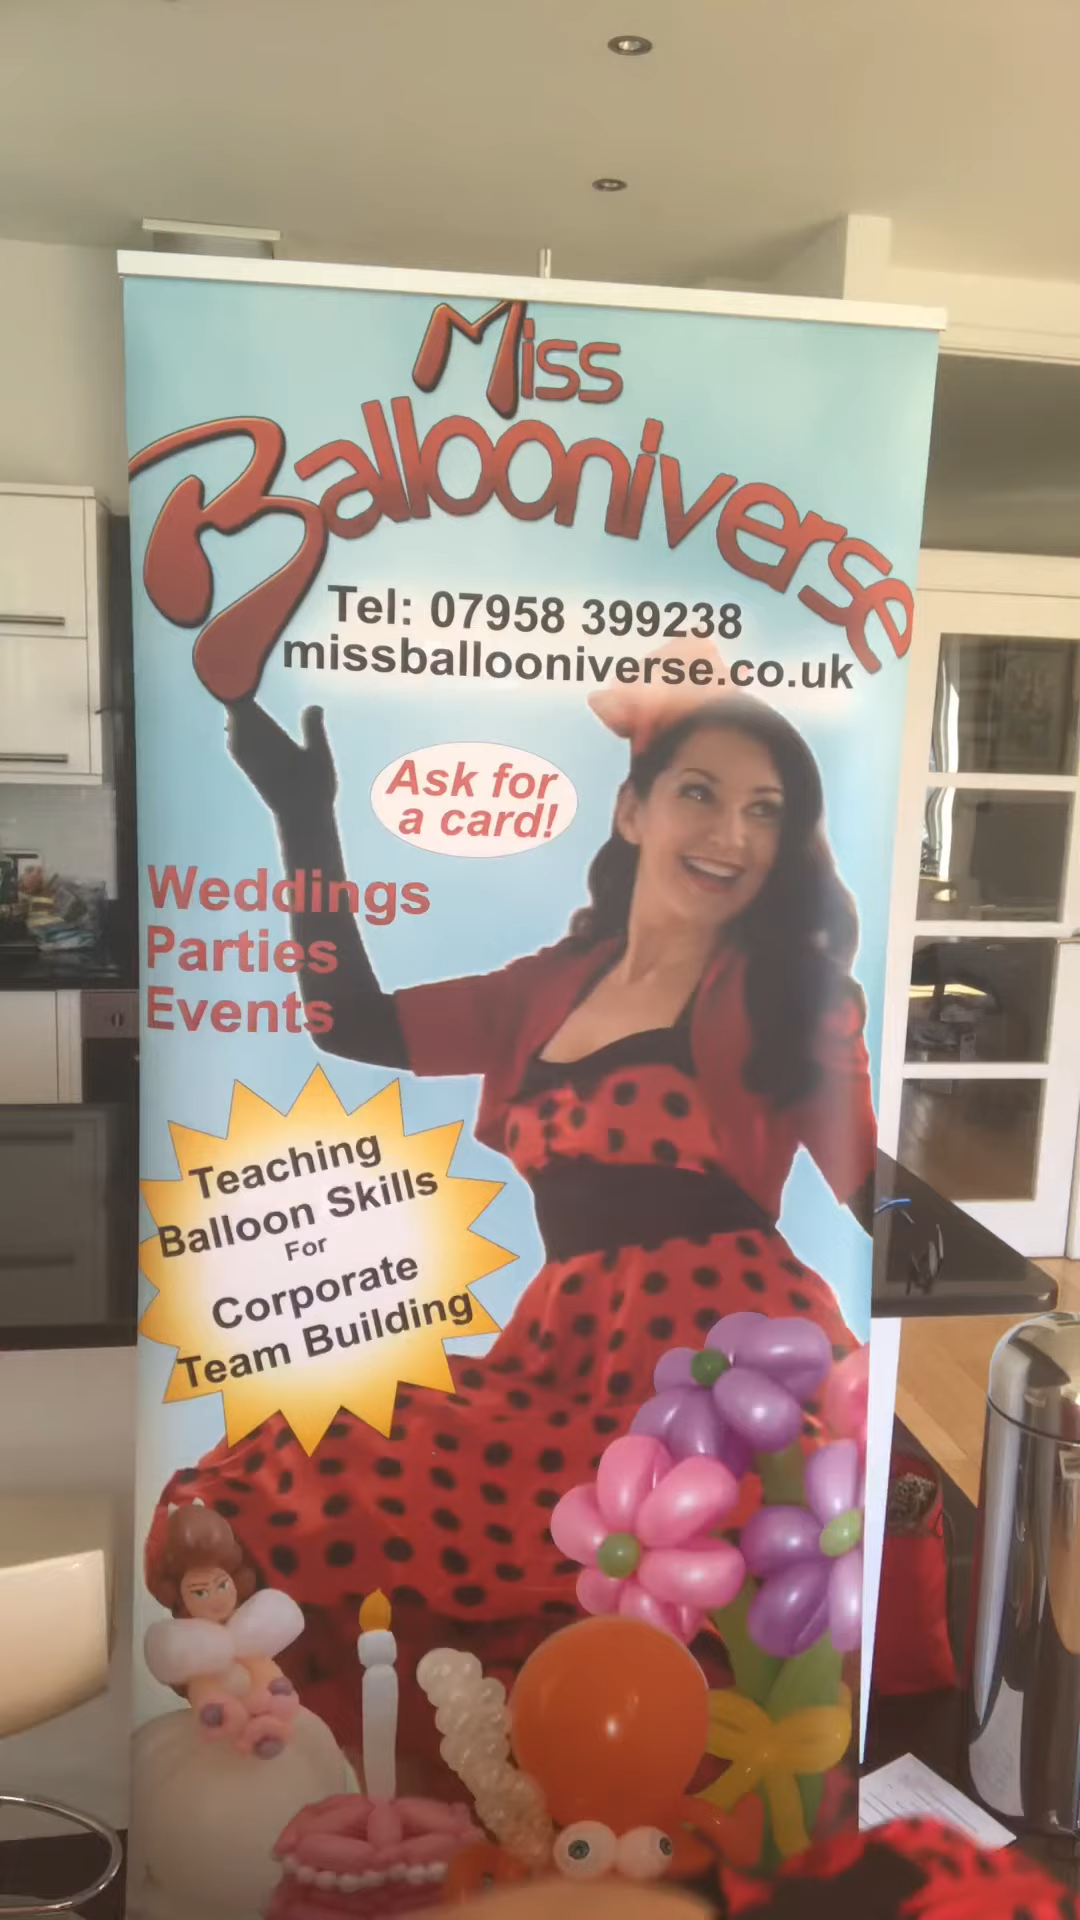 Miss
Ballooniverse
Tel: 07958 399238
missballooniverse.co.uk
Ask for
a card!
Weddings
Parties
Events
Teaching
Balloon Skills
For
Corporate
Team Building